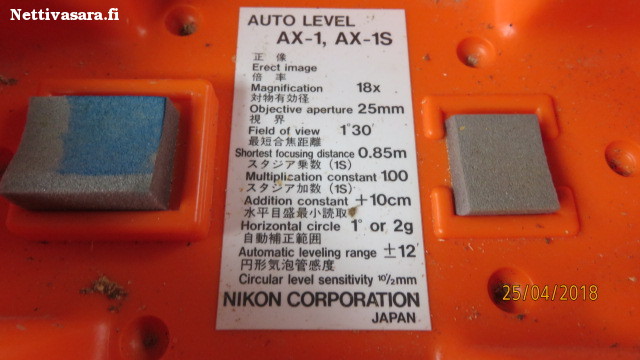 Nettivasara.fi
AUTO LEVEL
AX-1, AX-1S
正像
Erect image
倍率
Magnification 18x
対物有効径
Objective aperture 25mm
視界
Field of view 1°30′
最短合焦距離
Shortest focusing distance 0.85m
スタジア乗数 (1S)
Multiplication constant 100
スタジア加数 (1S)
Addition constant +10cm
水平目盛最小読取
Horizontal circle 1° or 2g
自動補正範囲
Automatic leveling range ±12′
円形気泡管感度
Circular level sensitivity 10′/2mm
NIKON CORPORATION
JAPAN
25/04/2018